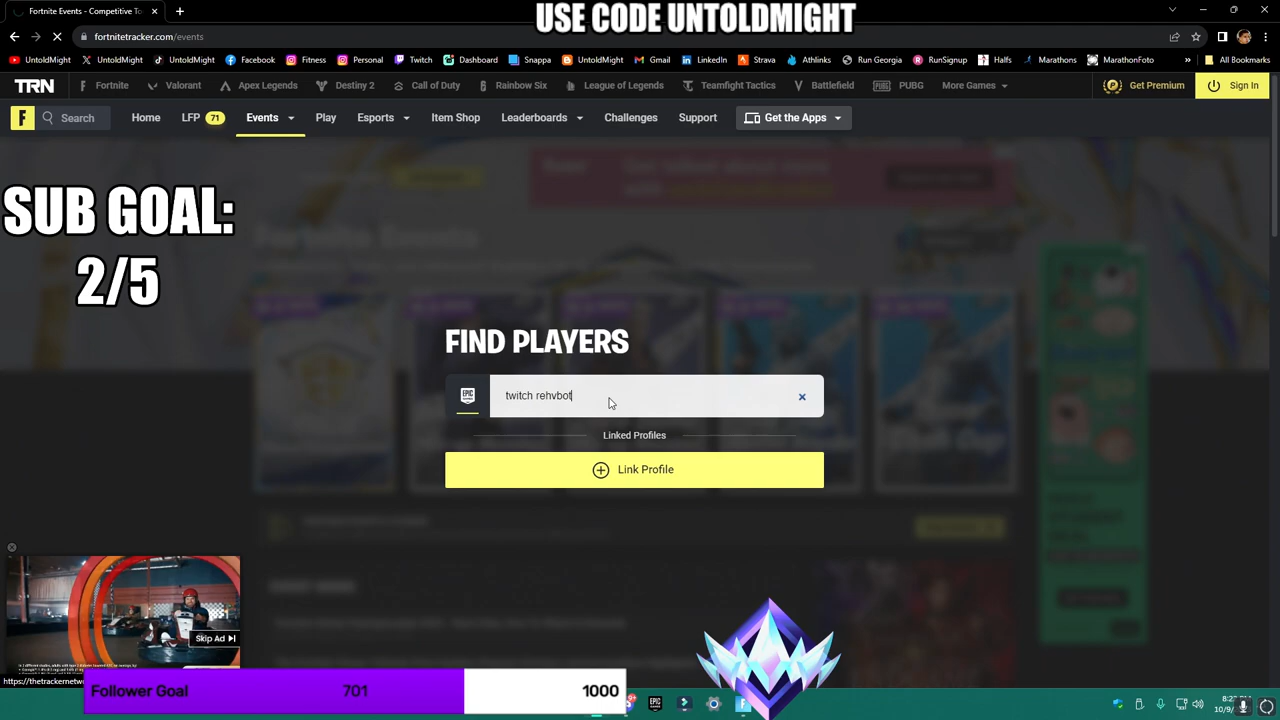 USE CODE UNTOLDMIGHT
Fortnite Events - Competitive To
fortnitetracker.com/events
UntoldMight UntoldMight UntoldMight Facebook Fitness Personal Twitch Dashboard Snappa UntoldMight Gmail LinkedIn Strava Athlinks Run Georgia RunSignup Halfs Marathons MarathonFoto » All Bookmarks
TRN Fortnite Valorant Apex Legends Destiny 2 Call of Duty Rainbow Six League of Legends Teamfight Tactics Battlefield PUBG More Games Get Premium Sign In
F Search Home LFP 71 Events Play Esports Item Shop Leaderboards Challenges Support Get the Apps
SUB GOAL:
2/5
FIND PLAYERS
EPIC twitch rehvbot
Linked Profiles
Link Profile
Skip Ad
Follower Goal 701 1000